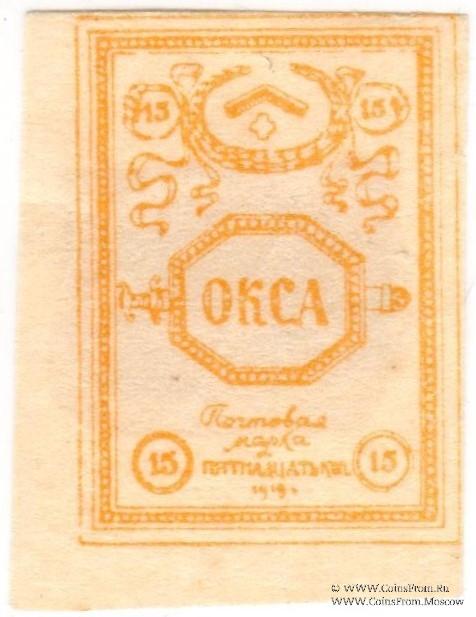 15 15
ОКСА
Почтовая
марка
15 ПЯТНАДЦАТЬ КОП. 15
1919 г.
© WWW.CoinsFrom.Ru
WWW.CoinsFrom.Moscow